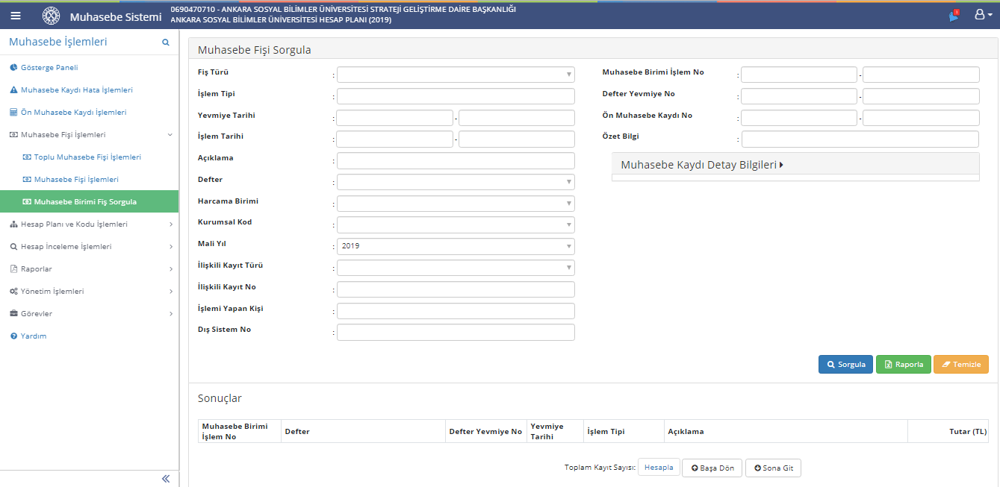 Muhasebe Sistemi
0690470710 - ANKARA SOSYAL BİLİMLER ÜNİVERSİTESİ STRATEJİ GELİŞTİRME DAİRE BAŞKANLIĞI
ANKARA SOSYAL BİLİMLER ÜNİVERSİTESİ HESAP PLANI (2019)
1
Muhasebe İşlemleri
Gösterge Paneli
Muhasebe Kaydı Hata İşlemleri
Ön Muhasebe Kaydı İşlemleri
Muhasebe Fişi İşlemleri
Toplu Muhasebe Fişi İşlemleri
Muhasebe Fişi İşlemleri
Muhasebe Birimi Fiş Sorgula
Hesap Planı ve Kodu İşlemleri
Hesap İnceleme İşlemleri
Raporlar
Yönetim İşlemleri
Görevler
Yardım
Muhasebe Fişi Sorgula
Fiş Türü :
İşlem Tipi :
Yevmiye Tarihi : -
İşlem Tarihi : -
Açıklama :
Defter :
Harcama Birimi :
Kurumsal Kod :
Mali Yıl : 2019
İlişkili Kayıt Türü :
İlişkili Kayıt No :
İşlemi Yapan Kişi :
Dış Sistem No :
Muhasebe Birimi İşlem No : -
Defter Yevmiye No : -
Ön Muhasebe Kaydı No : -
Özet Bilgi :
Muhasebe Kaydı Detay Bilgileri
Sorgula Raporla Temizle
Sonuçlar
Muhasebe Birimi İşlem No Defter Defter Yevmiye No Yevmiye Tarihi İşlem Tipi Açıklama Tutar (TL)
Toplam Kayıt Sayısı: Hesapla Başa Dön Sona Git